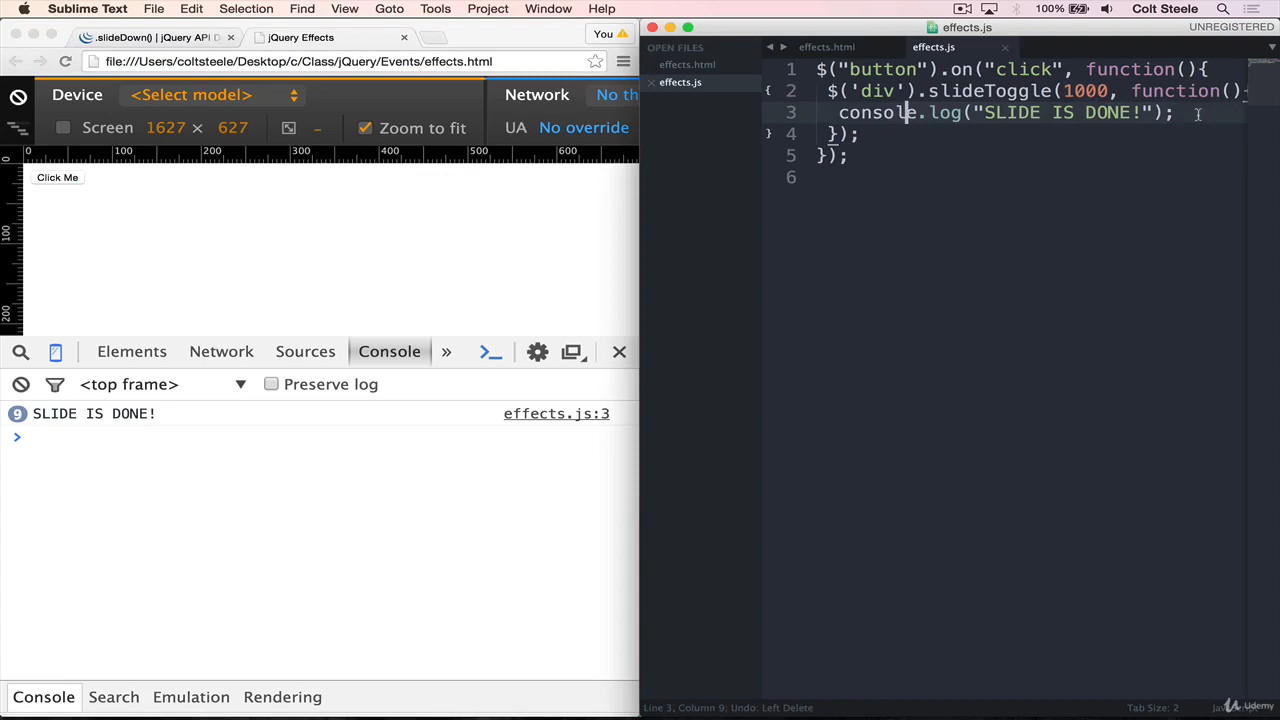 Sublime Text File Edit Selection Find View Goto Tools Project Window Help 100% Colt Steele
.slideDown() | jQuery API D
jQuery Effects
You
file:///Users/coltsteele/Desktop/c/Class/jQuery/Events/effects.html
Device <Select model> Network No th
Screen 1627 × 627 – Zoom to fit UA No override
0 100 200 300 400 500 600
0
100
200
Click Me
Elements Network Sources Console »
<top frame> Preserve log
9 SLIDE IS DONE! effects.js:3
>
Console Search Emulation Rendering
effects.js UNREGISTERED
OPEN FILES
effects.html
effects.js
effects.html effects.js
1 $("button").on("click", function(){
2 $('div').slideToggle(1000, function(){
3 console.log("SLIDE IS DONE!");
4 });
5 });
6
Line 3, Column 9; Undo: Left Delete Tab Size: 2
Udemy